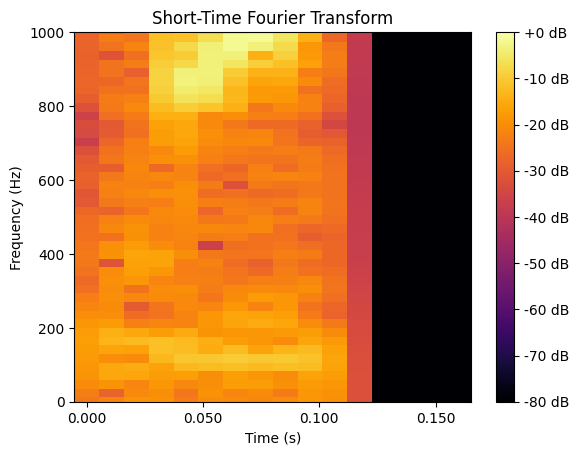 Short-Time Fourier Transform
Frequency (Hz)
1000
800
600
400
200
0
0.000
0.050
0.100
0.150
Time (s)
+0 dB
-10 dB
-20 dB
-30 dB
-40 dB
-50 dB
-60 dB
-70 dB
-80 dB